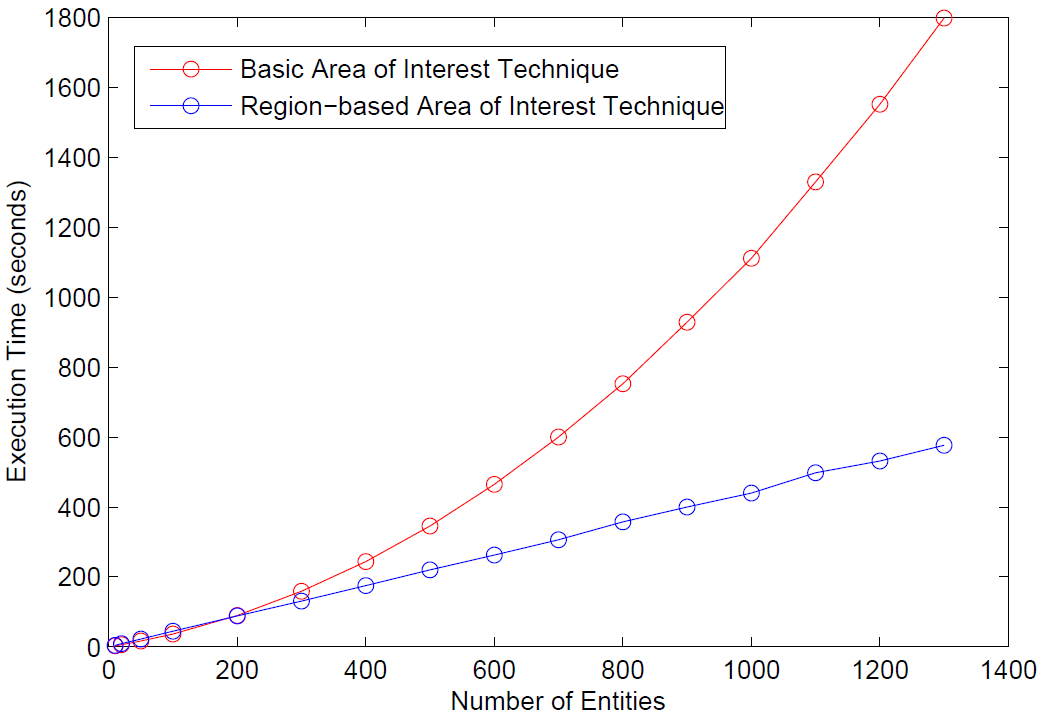 1800
1600
1400
1200
1000
800
600
400
200
0
Execution Time (seconds)
Basic Area of Interest Technique
Region−based Area of Interest Technique
0 200 400 600 800 1000 1200 1400
Number of Entities